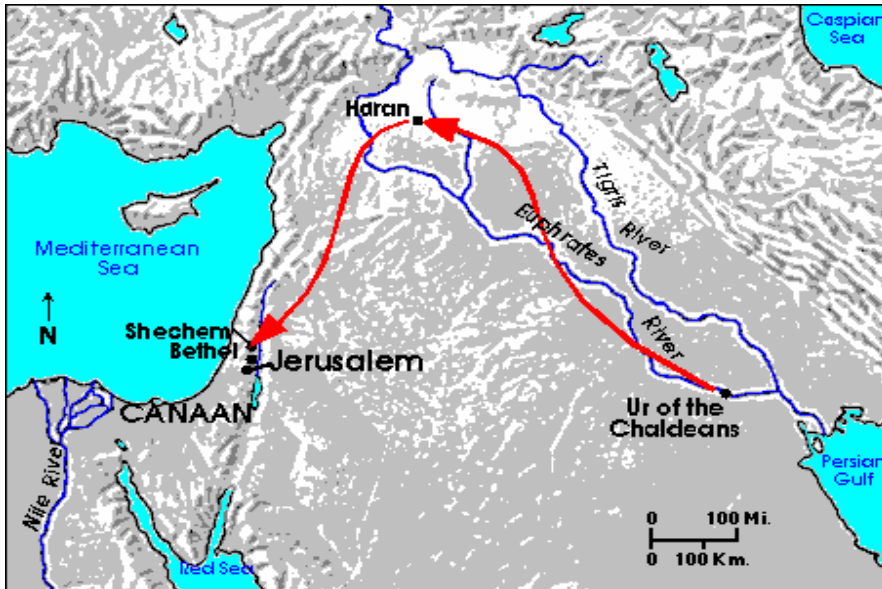 Caspian
Sea
Haran
Tigris
River
Euphrates
River
Mediterranean
Sea
N
Shechem
Bethel
Jerusalem
CANAAN
Ur of the
Chaldeans
Persian
Gulf
Nile River
Red Sea
0 100 Mi.
0 100 Km.